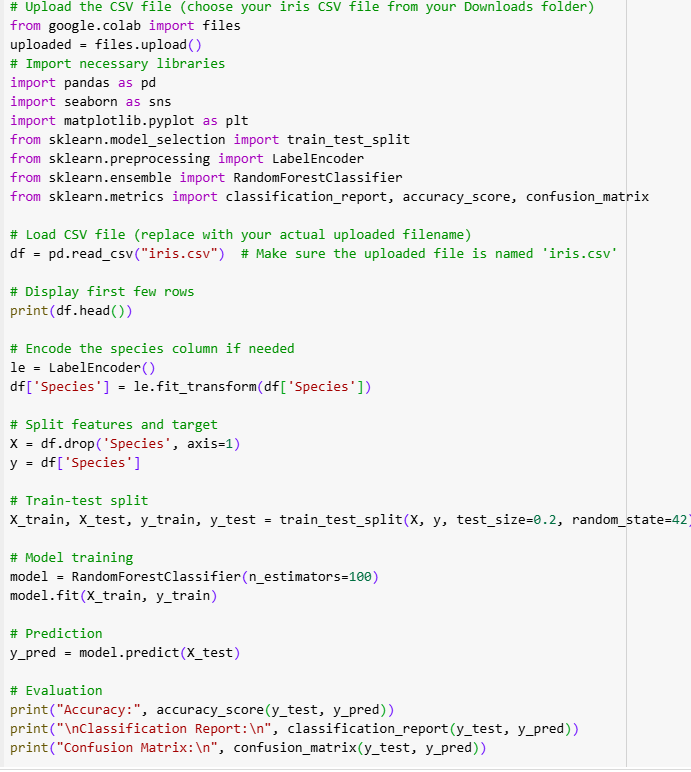 # Upload the CSV file (choose your iris CSV file from your Downloads folder)
from google.colab import files
uploaded = files.upload()
# Import necessary libraries
import pandas as pd
import seaborn as sns
import matplotlib.pyplot as plt
from sklearn.model_selection import train_test_split
from sklearn.preprocessing import LabelEncoder
from sklearn.ensemble import RandomForestClassifier
from sklearn.metrics import classification_report, accuracy_score, confusion_matrix
# Load CSV file (replace with your actual uploaded filename)
df = pd.read_csv("iris.csv")  # Make sure the uploaded file is named 'iris.csv'
# Display first few rows
print(df.head())
# Encode the species column if needed
le = LabelEncoder()
df['Species'] = le.fit_transform(df['Species'])
# Split features and target
X = df.drop('Species', axis=1)
y = df['Species']
# Train-test split
X_train, X_test, y_train, y_test = train_test_split(X, y, test_size=0.2, random_state=42)
# Model training
model = RandomForestClassifier(n_estimators=100)
model.fit(X_train, y_train)
# Prediction
y_pred = model.predict(X_test)
# Evaluation
print("Accuracy:", accuracy_score(y_test, y_pred))
print("\nClassification Report:\n", classification_report(y_test, y_pred))
print("Confusion Matrix:\n", confusion_matrix(y_test, y_pred))